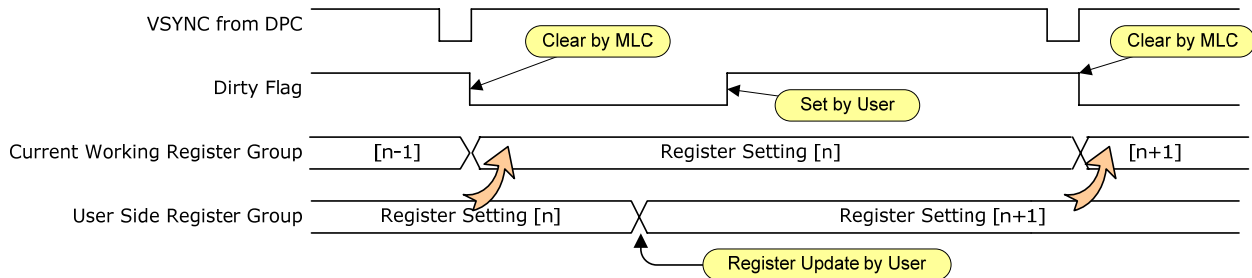 VSYNC from DPC
Clear by MLC
Clear by MLC
Dirty Flag
Set by User
Current Working Register Group
[n-1]
Register Setting [n]
[n+1]
User Side Register Group
Register Setting [n]
Register Setting [n+1]
Register Update by User